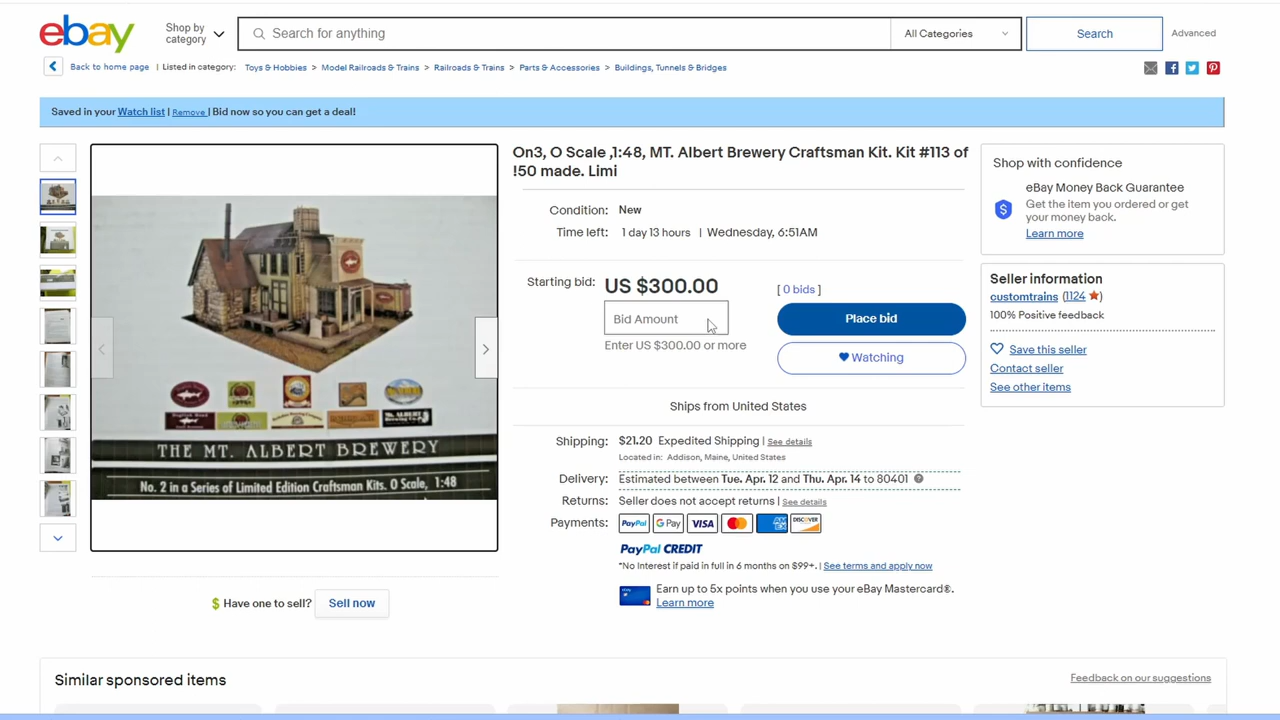 ebay
Shop by category
Search for anything
All Categories
Search
Advanced
Back to home page | Listed in category: Toys & Hobbies > Model Railroads & Trains > Railroads & Trains > Parts & Accessories > Buildings, Tunnels & Bridges
Saved in your Watch list | Remove | Bid now so you can get a deal!
On3, O Scale ,1:48, MT. Albert Brewery Craftsman Kit. Kit #113 of
!50 made. Limi
Condition: New
Time left: 1 day 13 hours | Wednesday, 6:51AM
Starting bid: US $300.00 [ 0 bids ]
Bid Amount
Place bid
Enter US $300.00 or more
Watching
Ships from United States
Shipping: $21.20 Expedited Shipping | See details
Located in: Addison, Maine, United States
Delivery: Estimated between Tue. Apr. 12 and Thu. Apr. 14 to 80401
Returns: Seller does not accept returns | See details
Payments: PayPal G Pay VISA DISCOVER
PayPal CREDIT
*No Interest if paid in full in 6 months on $99+. | See terms and apply now
Earn up to 5x points when you use your eBay Mastercard®.
Learn more
Shop with confidence
eBay Money Back Guarantee
Get the item you ordered or get
your money back.
Learn more
Seller information
customtrains (1124)
100% Positive feedback
Save this seller
Contact seller
See other items
THE MT. ALBERT BREWERY
No. 2 in a Series of Limited Edition Craftsman Kits. O Scale, 1:48
Have one to sell? Sell now
Similar sponsored items
Feedback on our suggestions